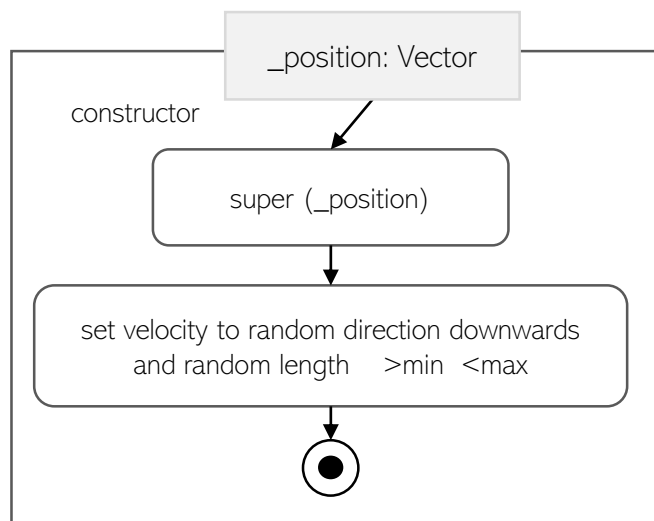 _position: Vector
constructor
super (_position)
set velocity to random direction downwards
and random length >min <max